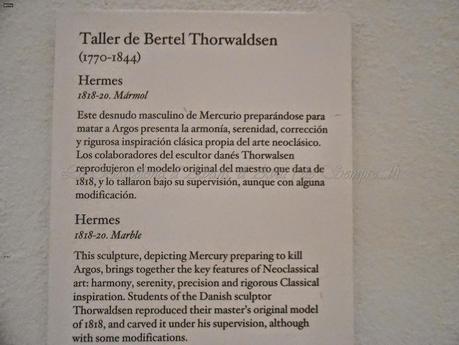 Taller de Bertel Thorwaldsen
(1770-1844)
Hermes
1818-20. Mármol
Este desnudo masculino de Mercurio preparándose para
matar a Argos presenta la armonía, serenidad, corrección
y rigurosa inspiración clásica propia del arte neoclásico.
Los colaboradores del escultor danés Thorwalsen
reprodujeron el modelo original del maestro que data de
1818, y lo tallaron bajo su supervisión, aunque con alguna
modificación.
Hermes
1818-20. Marble
This sculpture, depicting Mercury preparing to kill
Argos, brings together the key features of Neoclassical
art: harmony, serenity, precision and rigorous Classical
inspiration. Students of the Danish sculptor
Thorwaldsen reproduced their master's original model
of 1818, and carved it under his supervision, although
with some modifications.